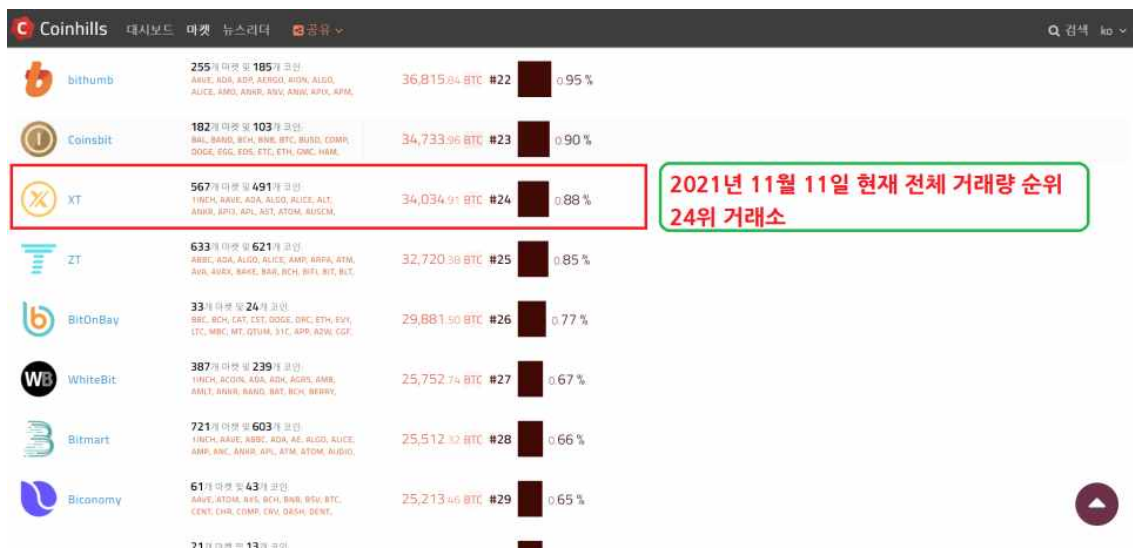 Coinhills 대시보드 마켓 뉴스리더 공유 검색 ko
bithumb
255개 마켓 및 185개 코인:
AAVE, ADA, ADP, AERGO, AION, ALGO,
ALICE, AMO, ANKR, ANV, ANW, APIX, APM,
36,815.84 BTC #22 0.95 %
Coinsbit
182개 마켓 및 103개 코인:
BAL, BAND, BCH, BNB, BTC, BUSD, COMP,
DOGE, EGG, EOS, ETC, ETH, GMC, HAM,
34,733.96 BTC #23 0.90 %
XT
567개 마켓 및 491개 코인:
1INCH, AAVE, ADA, ALGO, ALICE, ALT,
ANKR, API3, APL, AST, ATOM, AUSCM,
34,034.91 BTC #24 0.88 %
2021년 11월 11일 현재 전체 거래량 순위
24위 거래소
ZT
633개 마켓 및 621개 코인:
ABBC, ADA, ALGO, ALICE, AMP, ARPA, ATM,
AVA, AVAX, BAKE, BAR, BCH, BIFI, BIT, BLT,
32,720.38 BTC #25 0.85 %
BitOnBay
33개 마켓 및 24개 코인:
BBC, BCH, CAT, CST, DOGE, DRC, ETH, EVY,
LTC, MBC, MT, QTUM, 31C, APP, AZW, CGF,
29,881.50 BTC #26 0.77 %
WhiteBit
387개 마켓 및 239개 코인:
1INCH, ACOIN, ADA, ADH, AGRS, AMB,
AMLT, ANKR, BAND, BAT, BCH, BERRY,
25,752.74 BTC #27 0.67 %
Bitmart
721개 마켓 및 603개 코인:
1INCH, AAVE, ABBC, ADA, AE, ALGO, ALICE,
AMP, ANC, ANKR, APL, ATM, ATOM, AUDIO,
25,512.32 BTC #28 0.66 %
Biconomy
61개 마켓 및 43개 코인:
AAVE, ATOM, AXS, BCH, BNB, BSV, BTC,
CENT, CHR, COMP, CRV, DASH, DENT,
25,213.46 BTC #29 0.65 %
21개 마켓 및 13개 코인: